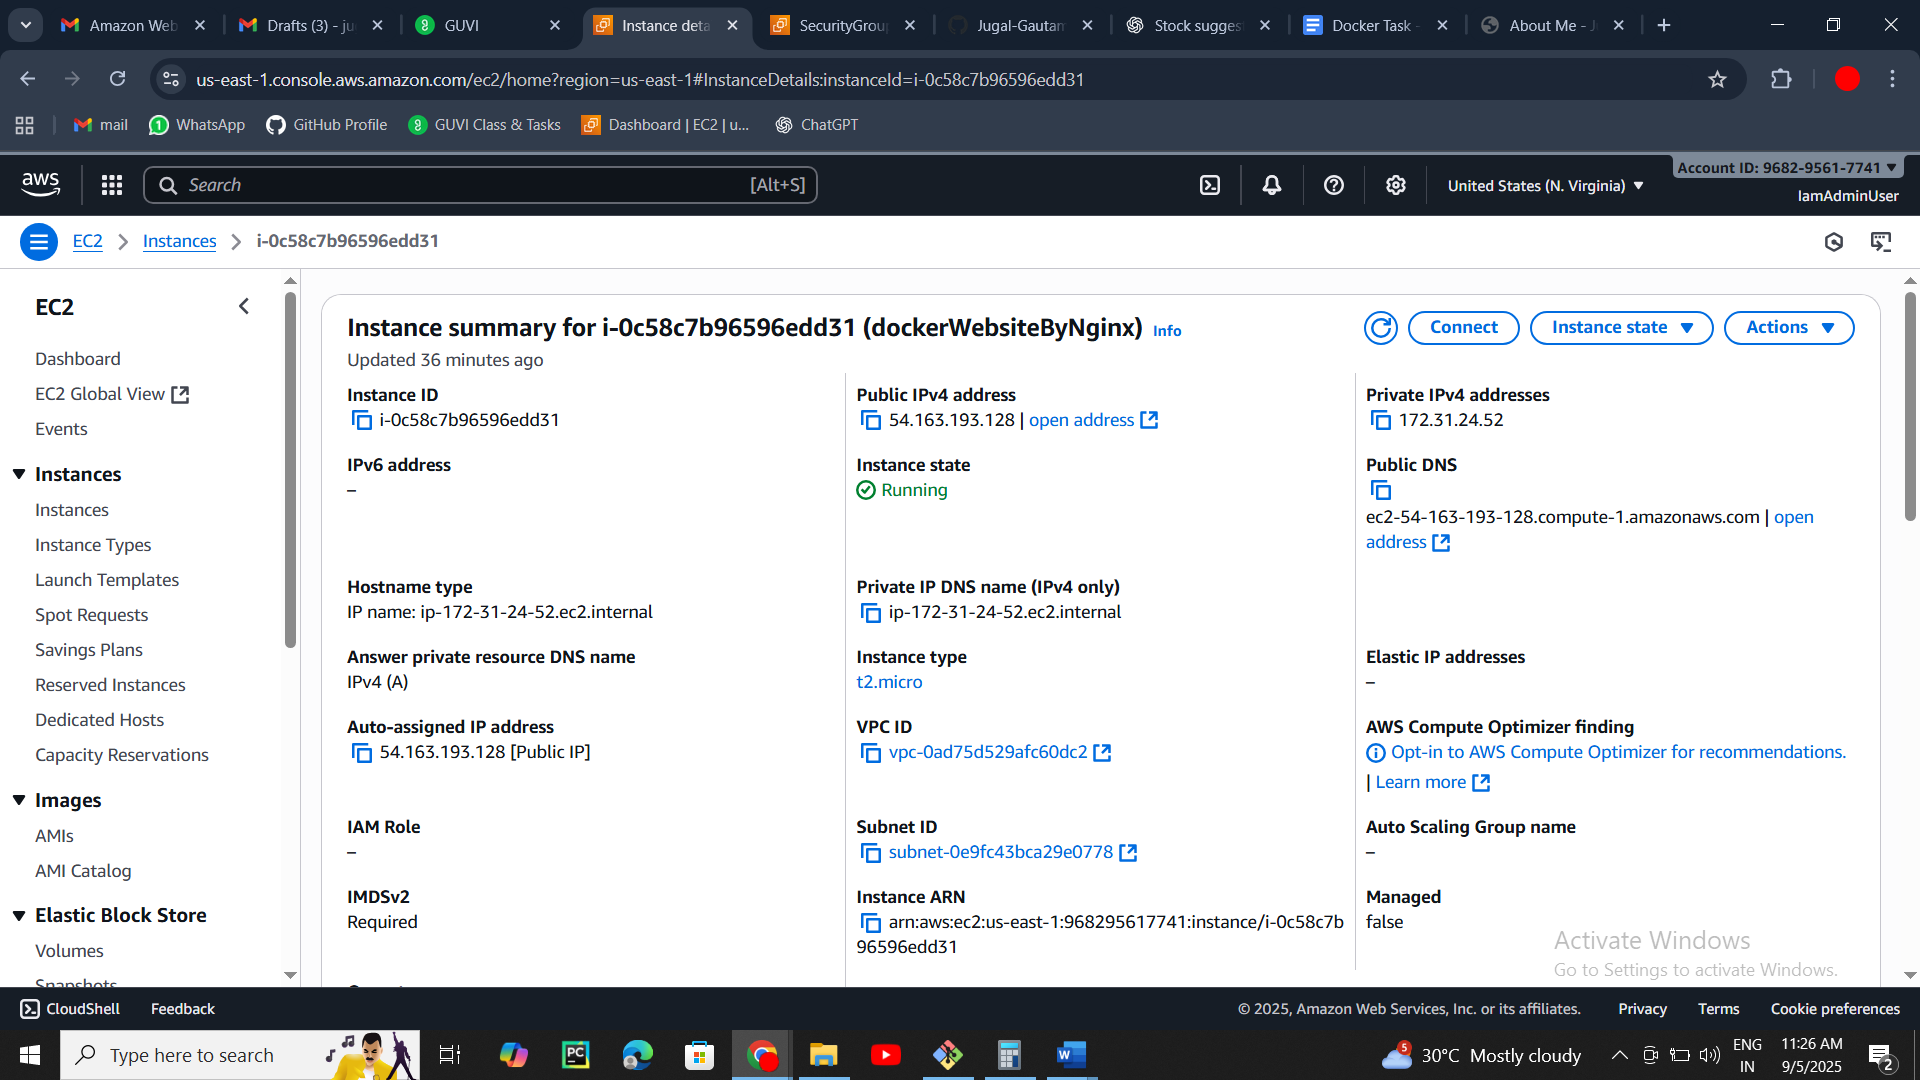 Amazon Web
Drafts (3) - ju
GUVI
Instance deta
SecurityGrou
Jugal-Gautam
Stock sugges
Docker Task -
About Me - J
us-east-1.console.aws.amazon.com/ec2/home?region=us-east-1#InstanceDetails:instanceId=i-0c58c7b96596edd31
mail
WhatsApp
GitHub Profile
GUVI Class & Tasks
Dashboard | EC2 | u...
ChatGPT
aws
Search
[Alt+S]
United States (N. Virginia)
Account ID: 9682-9561-7741
IamAdminUser
EC2
Instances
i-0c58c7b96596edd31
EC2
Dashboard
EC2 Global View
Events
Instances
Instances
Instance Types
Launch Templates
Spot Requests
Savings Plans
Reserved Instances
Dedicated Hosts
Capacity Reservations
Images
AMIs
AMI Catalog
Elastic Block Store
Volumes
Snapshots
Instance summary for i-0c58c7b96596edd31 (dockerWebsiteByNginx) Info
Updated 36 minutes ago
Connect
Instance state
Actions
Instance ID
i-0c58c7b96596edd31
Public IPv4 address
54.163.193.128 | open address
Private IPv4 addresses
172.31.24.52
IPv6 address
–
Instance state
Running
Public DNS
ec2-54-163-193-128.compute-1.amazonaws.com | open
address
Hostname type
IP name: ip-172-31-24-52.ec2.internal
Private IP DNS name (IPv4 only)
ip-172-31-24-52.ec2.internal
Answer private resource DNS name
IPv4 (A)
Instance type
t2.micro
Elastic IP addresses
–
Auto-assigned IP address
54.163.193.128 [Public IP]
VPC ID
vpc-0ad75d529afc60dc2
AWS Compute Optimizer finding
Opt-in to AWS Compute Optimizer for recommendations.
| Learn more
IAM Role
–
Subnet ID
subnet-0e9fc43bca29e0778
Auto Scaling Group name
–
IMDSv2
Required
Instance ARN
arn:aws:ec2:us-east-1:968295617741:instance/i-0c58c7b
96596edd31
Managed
false
Activate Windows
Go to Settings to activate Windows.
CloudShell
Feedback
© 2025, Amazon Web Services, Inc. or its affiliates.
Privacy
Terms
Cookie preferences
Type here to search
PC
W
5
30°C Mostly cloudy
ENG
IN
11:26 AM
9/5/2025
2